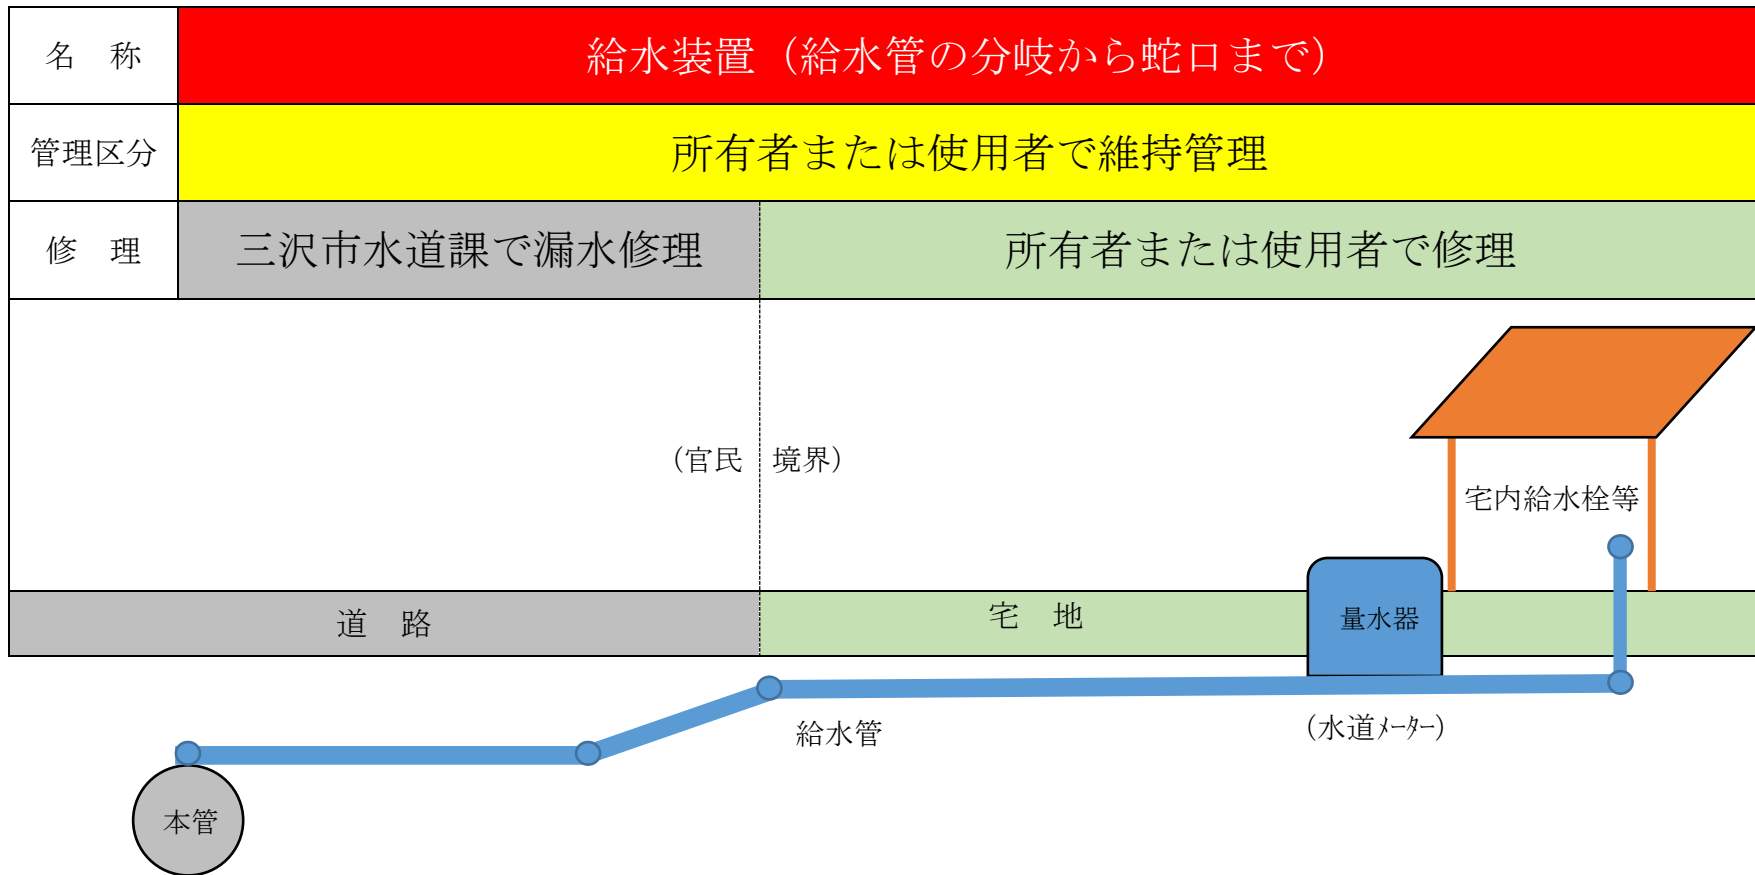 名　称
給水装置（給水管の分岐から蛇口まで）
管理区分
所有者または使用者で維持管理
修　理
三沢市水道課で漏水修理
所有者または使用者で修理
（官民　境界）
宅内給水栓等
道　路
宅　地
量水器
給水管
（水道ﾒｰﾀｰ）
本管